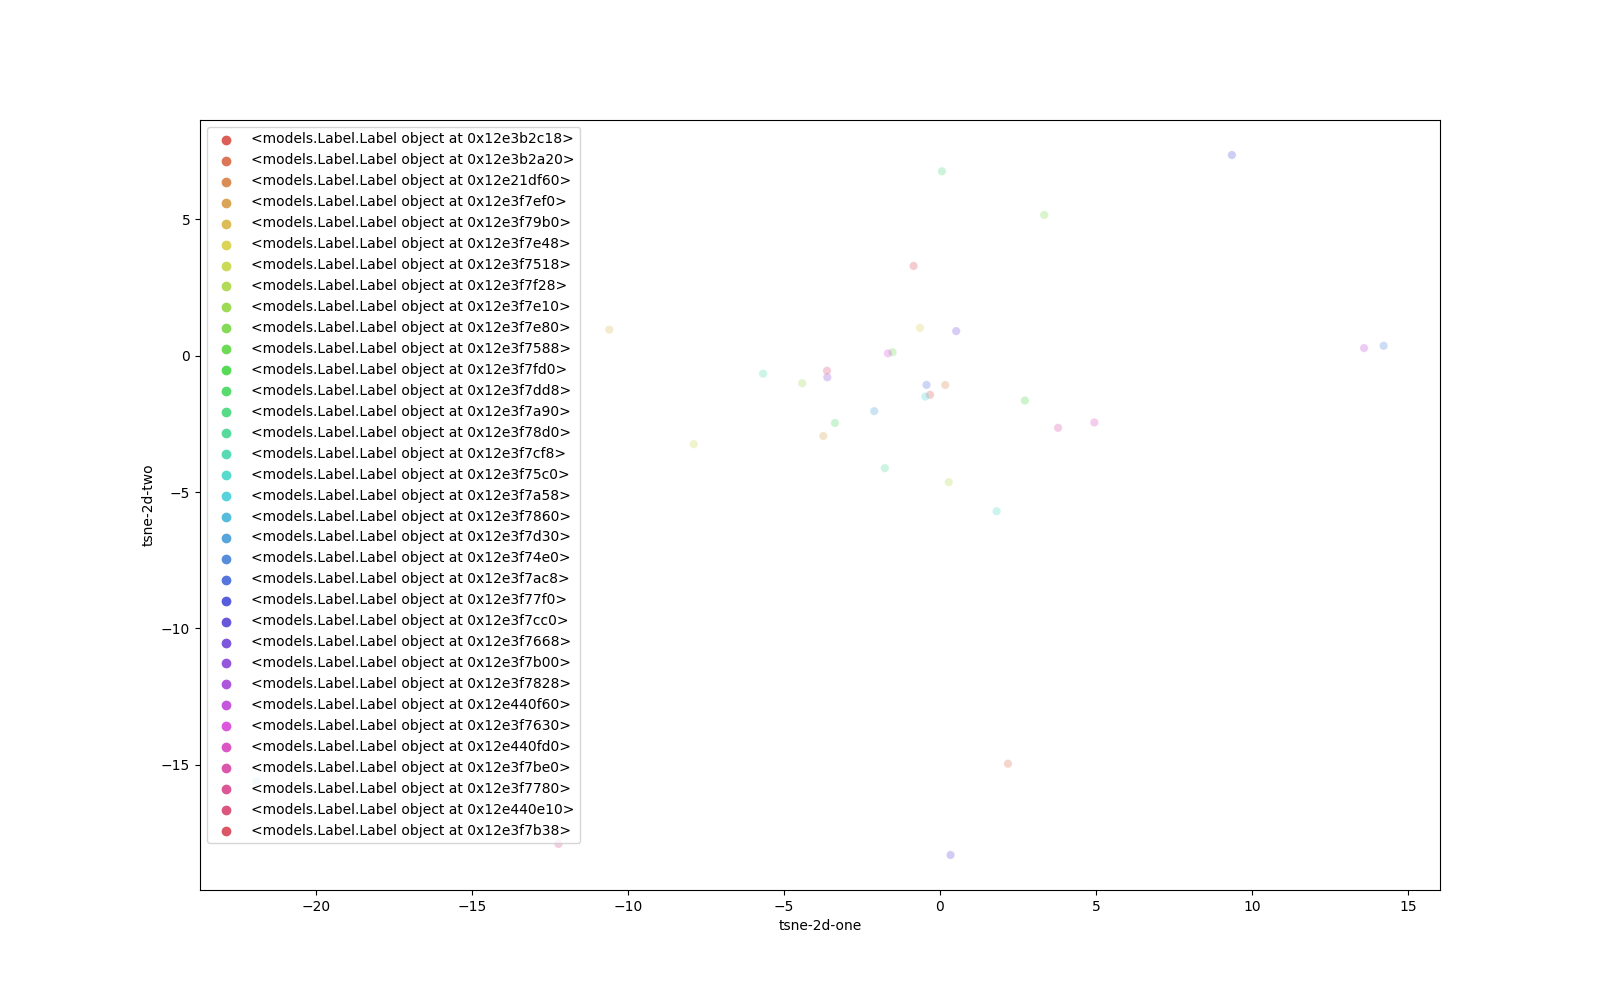 <models.Label.Label object at 0x12e3b2c18>
<models.Label.Label object at 0x12e3b2a20>
<models.Label.Label object at 0x12e21df60>
<models.Label.Label object at 0x12e3f7ef0>
<models.Label.Label object at 0x12e3f79b0>
<models.Label.Label object at 0x12e3f7e48>
<models.Label.Label object at 0x12e3f7518>
<models.Label.Label object at 0x12e3f7f28>
<models.Label.Label object at 0x12e3f7e10>
<models.Label.Label object at 0x12e3f7e80>
<models.Label.Label object at 0x12e3f7588>
<models.Label.Label object at 0x12e3f7fd0>
<models.Label.Label object at 0x12e3f7dd8>
<models.Label.Label object at 0x12e3f7a90>
<models.Label.Label object at 0x12e3f78d0>
<models.Label.Label object at 0x12e3f7cf8>
<models.Label.Label object at 0x12e3f75c0>
<models.Label.Label object at 0x12e3f7a58>
<models.Label.Label object at 0x12e3f7860>
<models.Label.Label object at 0x12e3f7d30>
<models.Label.Label object at 0x12e3f74e0>
<models.Label.Label object at 0x12e3f7ac8>
<models.Label.Label object at 0x12e3f77f0>
<models.Label.Label object at 0x12e3f7cc0>
<models.Label.Label object at 0x12e3f7668>
<models.Label.Label object at 0x12e3f7b00>
<models.Label.Label object at 0x12e3f7828>
<models.Label.Label object at 0x12e440f60>
<models.Label.Label object at 0x12e3f7630>
<models.Label.Label object at 0x12e440fd0>
<models.Label.Label object at 0x12e3f7be0>
<models.Label.Label object at 0x12e3f7780>
<models.Label.Label object at 0x12e440e10>
<models.Label.Label object at 0x12e3f7b38>
5
0
−5
−10
−15
tsne-2d-two
−20 −15 −10 −5 0 5 10 15
tsne-2d-one